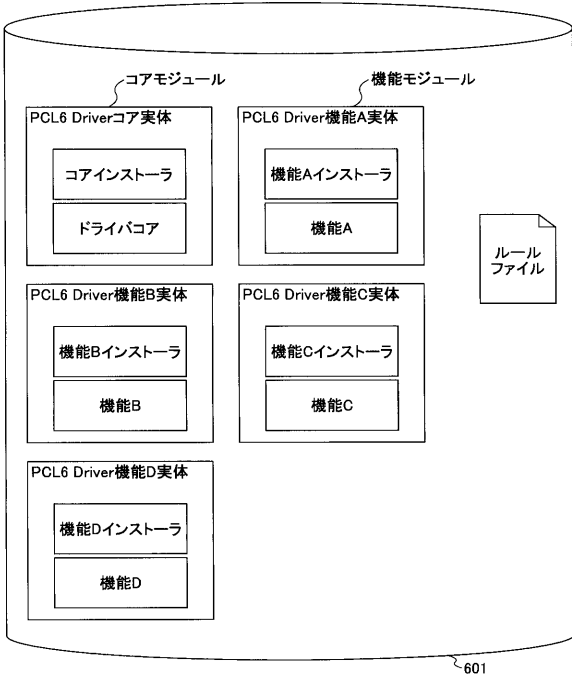 コアモジュール
機能モジュール
PCL6 Driverコア実体
コアインストーラ
ドライバコア
PCL6 Driver機能A実体
機能Aインストーラ
機能A
ルール
ファイル
PCL6 Driver機能B実体
機能Bインストーラ
機能B
PCL6 Driver機能C実体
機能Cインストーラ
機能C
PCL6 Driver機能D実体
機能Dインストーラ
機能D
601